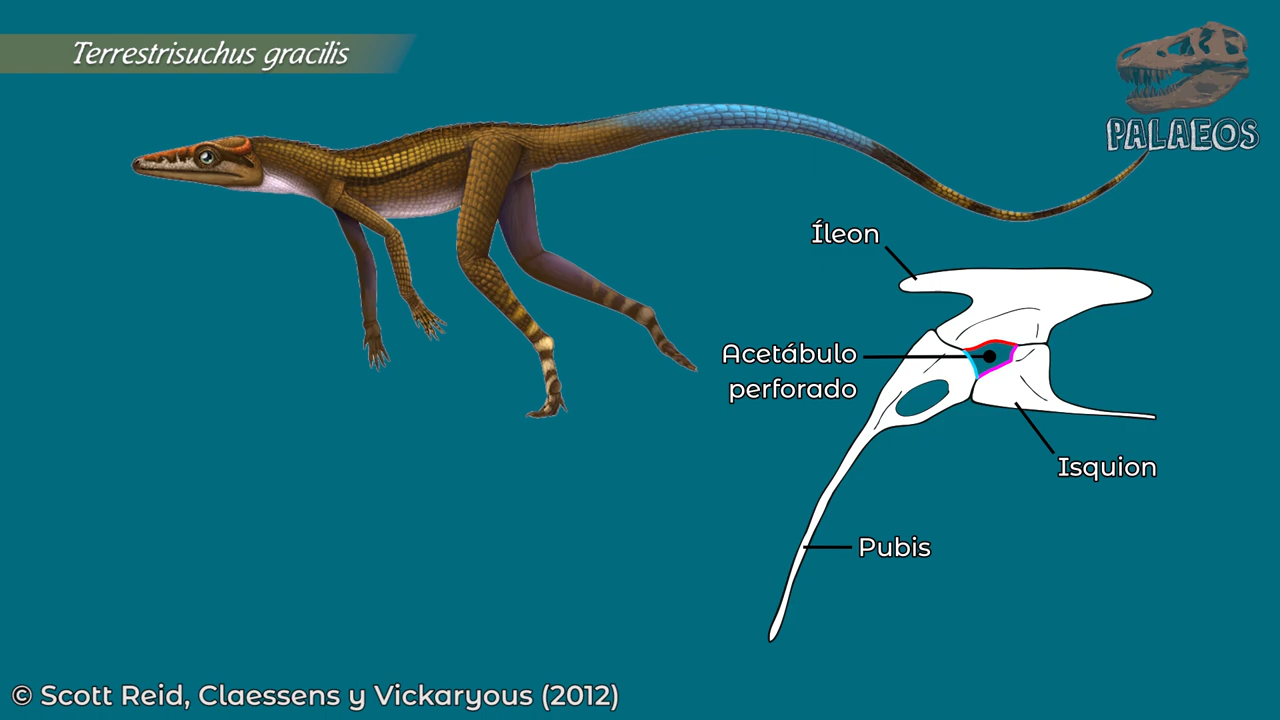 Terrestrisuchus gracilis
PALAEOS
Íleon
Acetábulo
perforado
Isquion
Pubis
© Scott Reid, Claessens y Vickaryous (2012)